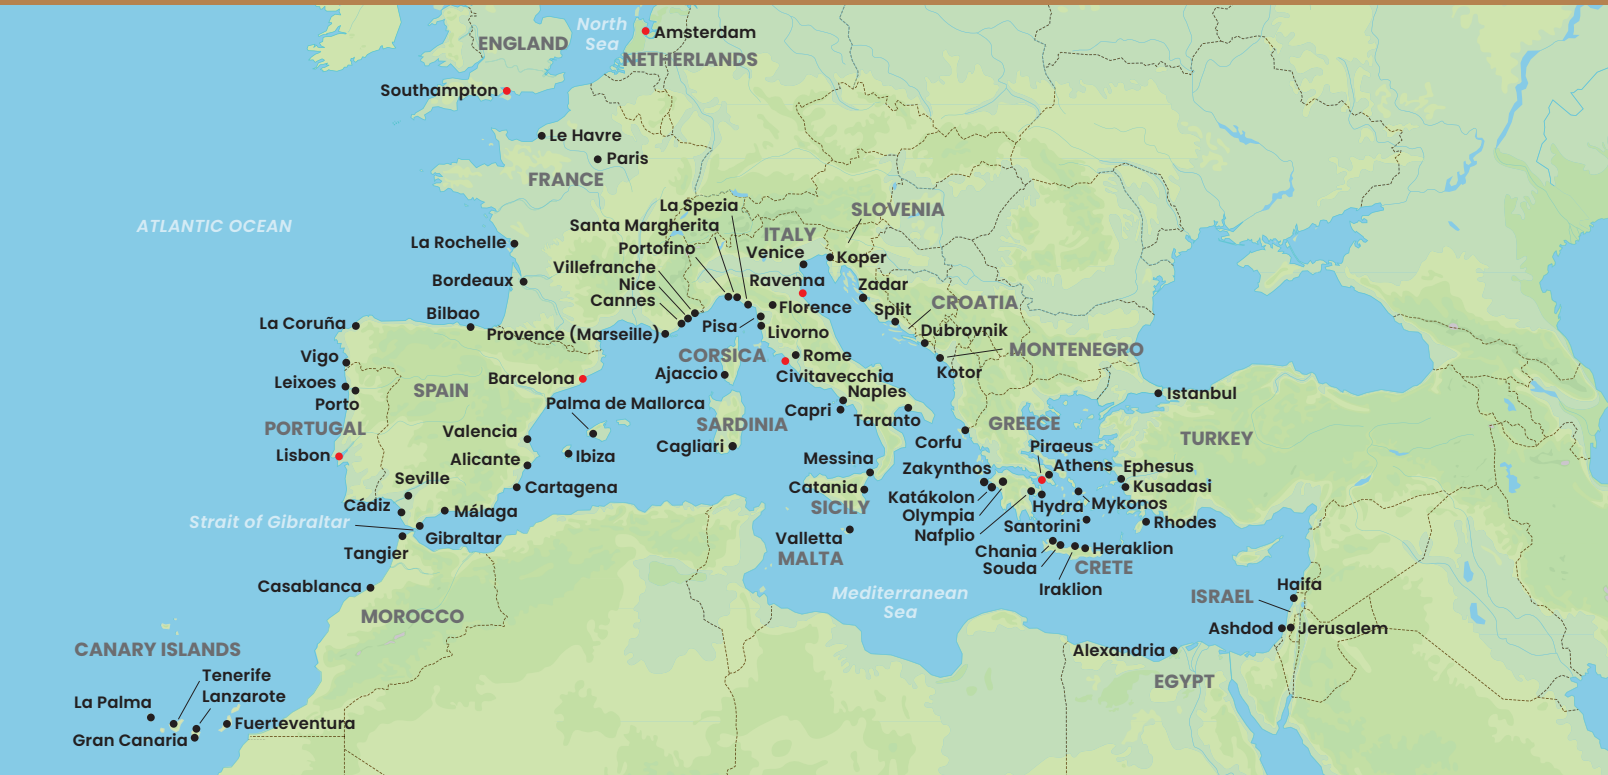 North
Sea
Amsterdam
ENGLAND
NETHERLANDS
Southampton
Le Havre
Paris
FRANCE
La Spezia
SLOVENIA
Santa Margherita
ATLANTIC OCEAN
ITALY
La Rochelle
Portofino
Venice
Koper
Villefranche
Bordeaux
Nice
Ravenna
Zadar
Cannes
CROATIA
Florence
Split
Bilbao
La Coruña
Pisa
Provence (Marseille)
Livorno
Dubrovnik
MONTENEGRO
Vigo
CORSICA
Rome
Kotor
Ajaccio
Civitavecchia
Barcelona
Leixoes
SPAIN
Naples
Istanbul
Porto
Palma de Mallorca
Capri
Taranto
PORTUGAL
SARDINIA
GREECE
Valencia
Corfu
TURKEY
Cagliari
Piraeus
Lisbon
Ibiza
Alicante
Messina
Zakynthos
Athens
Ephesus
Seville
Cartagena
Catania
Kusadasi
Katákolon
Cádiz
Málaga
SICILY
Hydra
Mykonos
Olympia
Strait of Gibraltar
Santorini
Rhodes
Gibraltar
Valletta
Nafplio
Tangier
MALTA
Chania
Heraklion
Souda
CRETE
Casablanca
Mediterranean
Sea
Iraklion
Haifa
ISRAEL
MOROCCO
Ashdod
Jerusalem
CANARY ISLANDS
Alexandria
Tenerife
EGYPT
Lanzarote
La Palma
Fuerteventura
Gran Canaria